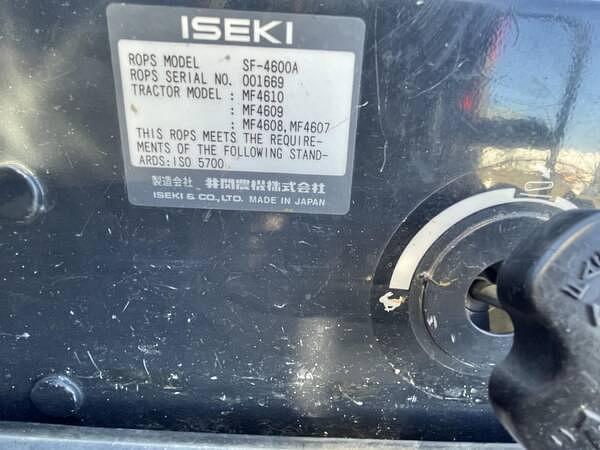 ISEKI
ROPS MODEL SF-4600A
ROPS SERIAL NO. 001669
TRACTOR MODEL : MF4610
: MF4609
: MF4608, MF4607
THIS ROPS MEETS THE REQUIRE-
MENTS OF THE FOLLOWING STAND-
ARDS:ISO 5700
製造会社 井関農機株式会社
ISEKI & CO., LTD. MADE IN JAPAN